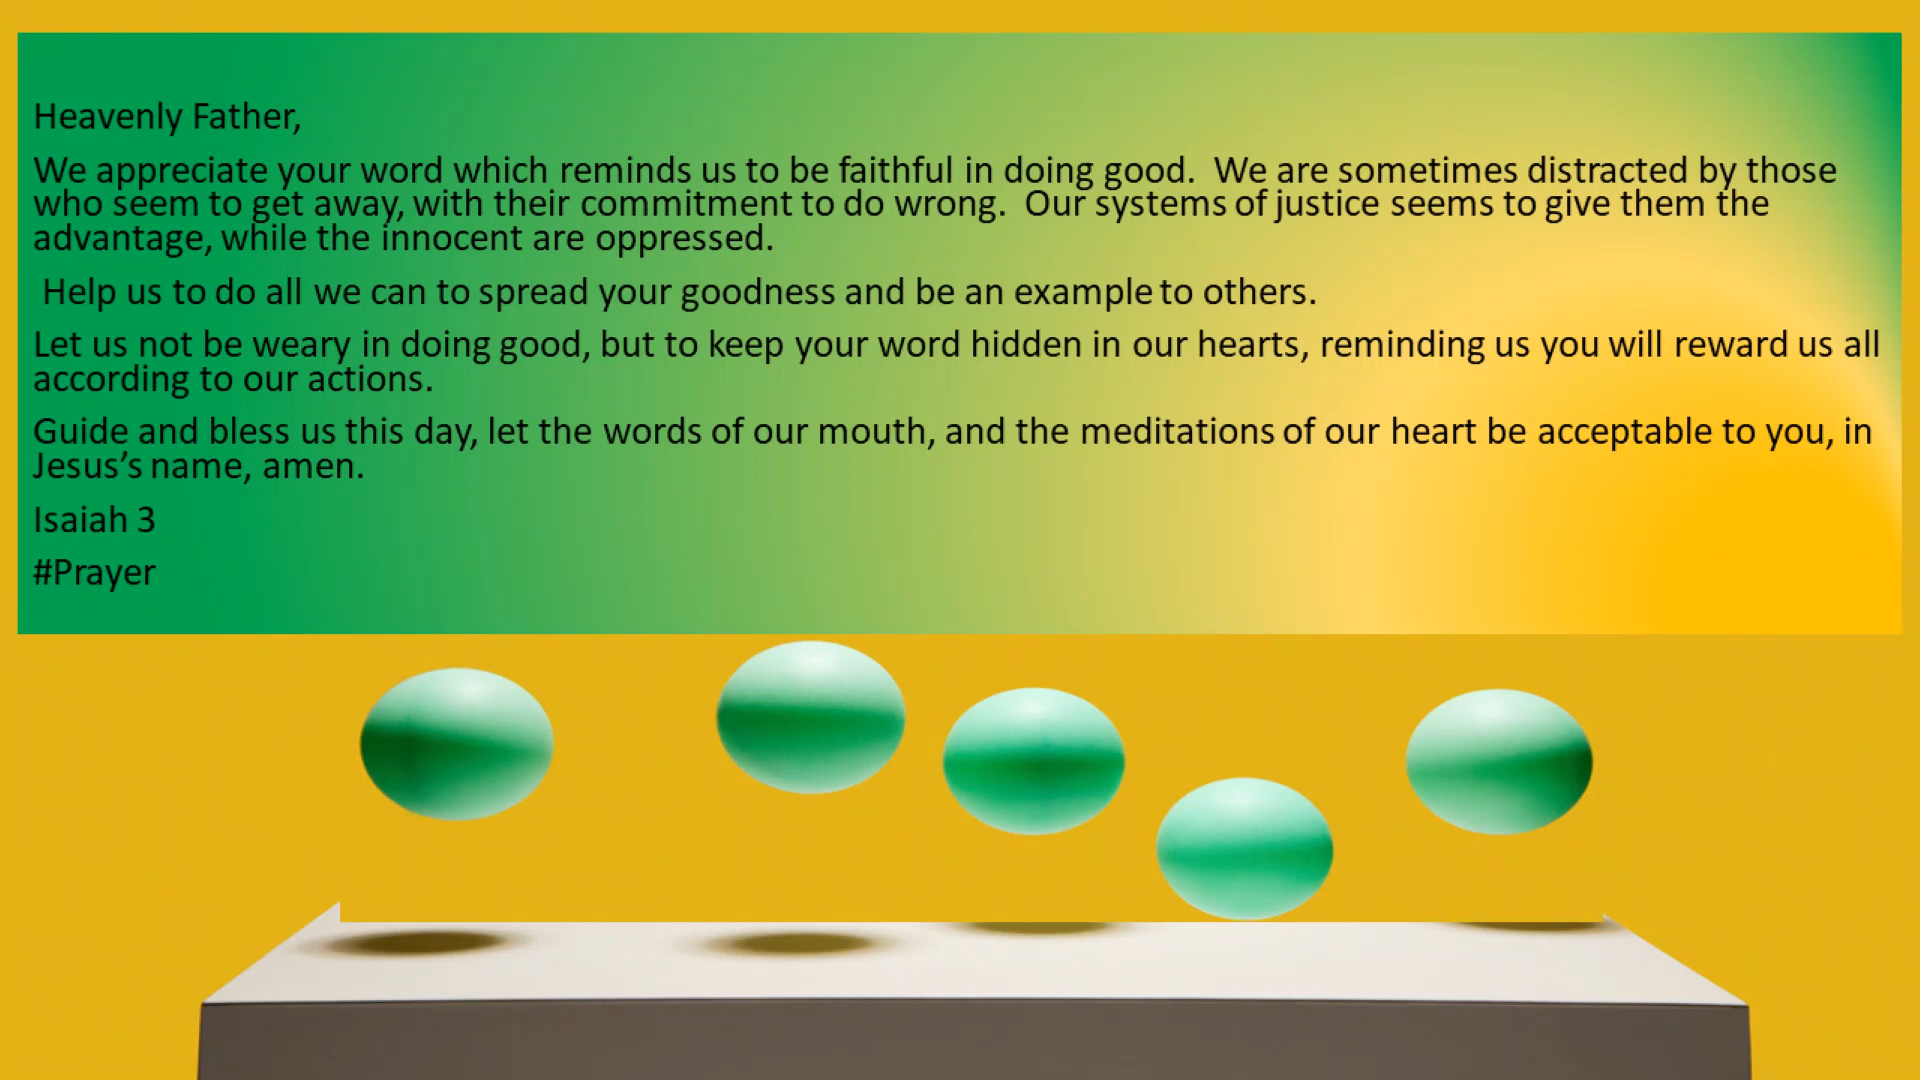 Heavenly Father,
We appreciate your word which reminds us to be faithful in doing good.  We are sometimes distracted by those
who seem to get away, with their commitment to do wrong.  Our systems of justice seems to give them the
advantage, while the innocent are oppressed.
Help us to do all we can to spread your goodness and be an example to others.
Let us not be weary in doing good, but to keep your word hidden in our hearts, reminding us you will reward us all
according to our actions.
Guide and bless us this day, let the words of our mouth, and the meditations of our heart be acceptable to you, in
Jesus’s name, amen.
Isaiah 3
#Prayer